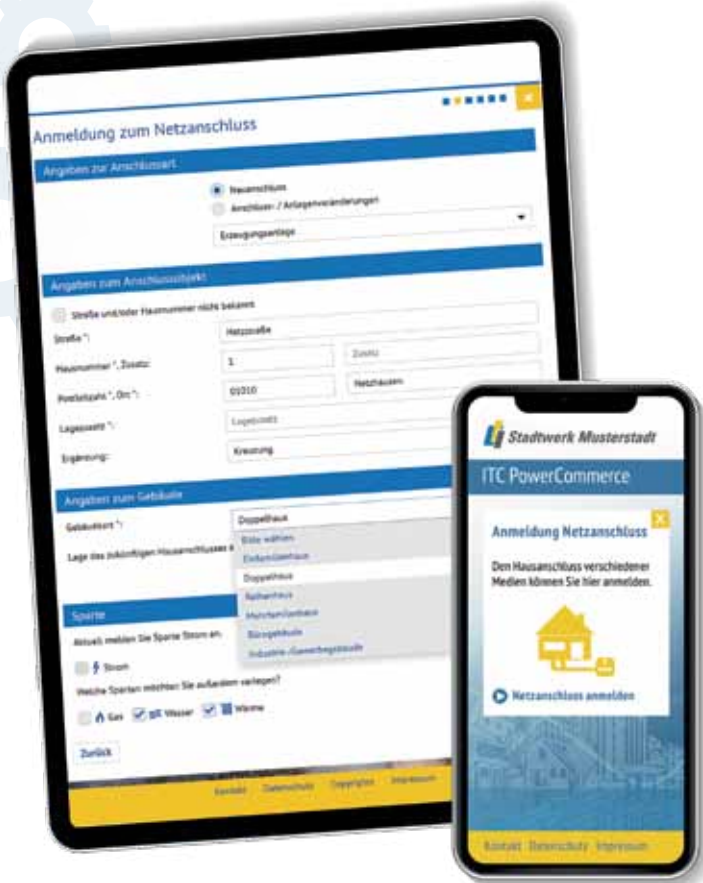 Anmeldung zum Netzanschluss
Angaben zur Anschlussart
Neuanschluss
Anschluss- / Anlagenveränderungen
Erzeugungsanlage
Angaben zum Anschlussobjekt
Straße und/oder Hausnummer nicht bekannt
Straße *:
Netzstraße
Hausnummer *, Zusatz:
1
Zusatz
Postleitzahl *, Ort *:
01010
Netzhausen
Lagezusatz *:
Lagezusatz
Ergänzung:
Kreuzung
Angaben zum Gebäude
Gebäudeart *:
Doppelhaus
Lage des zukünftigen Hausanschlusses
Bitte wählen
Einfamilienhaus
Doppelhaus
Reihenhaus
Mehrfamilienhaus
Bürogebäude
Industrie-/Gewerbegebäude
Sparte
Aktuell melden Sie Sparte Strom an.
Strom
Welche Sparten möchten Sie außerdem verlegen?
Gas Wasser Wärme
Zurück
Kontakt Datenschutz Copyrights Impressum
Stadtwerk Musterstadt
ITC PowerCommerce
Anmeldung Netzanschluss
Den Hausanschluss verschiedener
Medien können Sie hier anmelden.
Netzanschluss anmelden
Kontakt Datenschutz Impressum